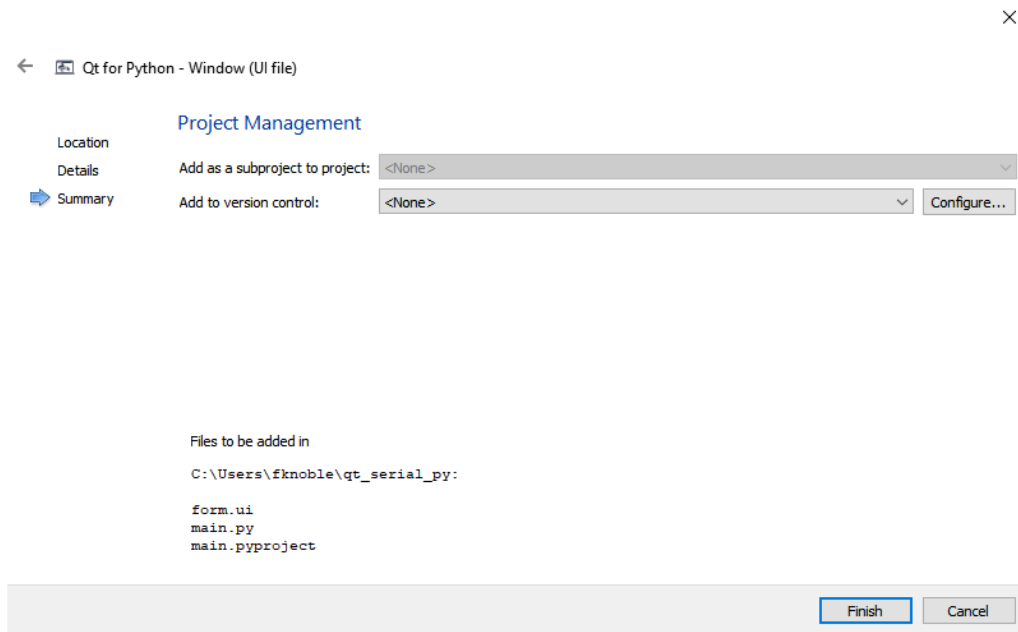 Qt for Python - Window (UI file)
Location
Details
Summary
Project Management
Add as a subproject to project: <None>
Add to version control: <None> Configure...
Files to be added in
C:\Users\fknoble\qt_serial_py:
form.ui
main.py
main.pyproject
Finish Cancel